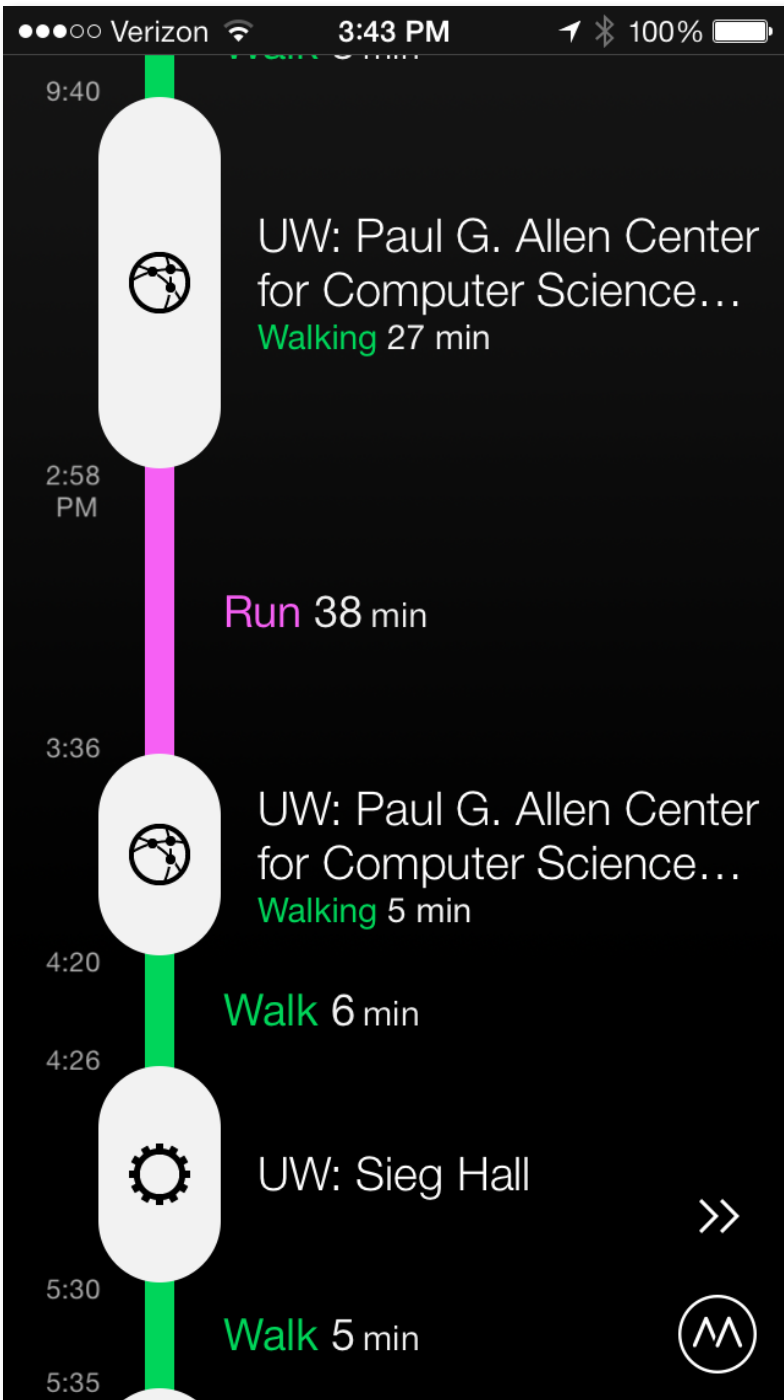 Verizon 3:43 PM 100%
9:40
UW: Paul G. Allen Center
for Computer Science…
Walking 27 min
2:58
PM
Run 38 min
3:36
UW: Paul G. Allen Center
for Computer Science…
Walking 5 min
4:20
Walk 6 min
4:26
UW: Sieg Hall
5:30
Walk 5 min
5:35